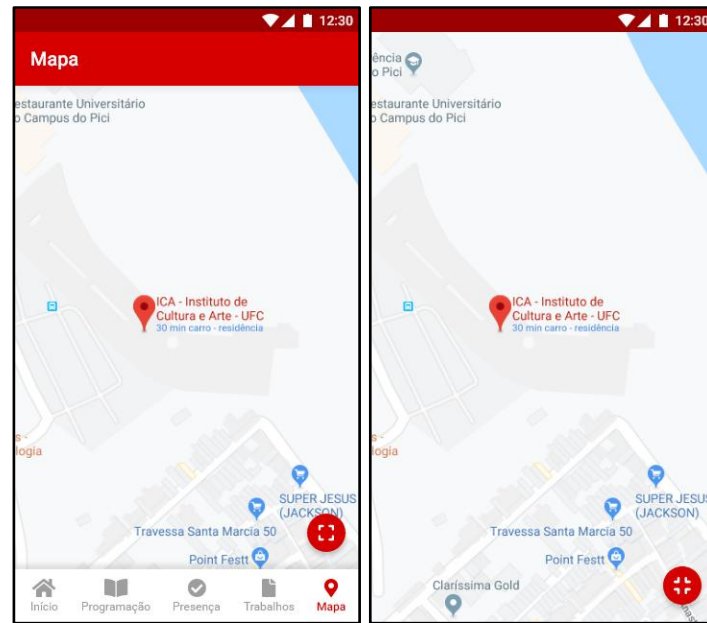 12:30
Mapa
estaurante Universitário
o Campus do Pici
ICA - Instituto de
Cultura e Arte - UFC
30 min carro - residência
s -
logia
SUPER JESUS
(JACKSON)
Travessa Santa Marcia 50
Point Festt
Início
Programação
Presença
Trabalhos
Mapa
12:30
ência
o Pici
estaurante Universitário
o Campus do Pici
ICA - Instituto de
Cultura e Arte - UFC
30 min carro - residência
s -
logia
SUPER JESUS
(JACKSON)
Travessa Santa Marcia 50
Point Festt
Claríssima Gold